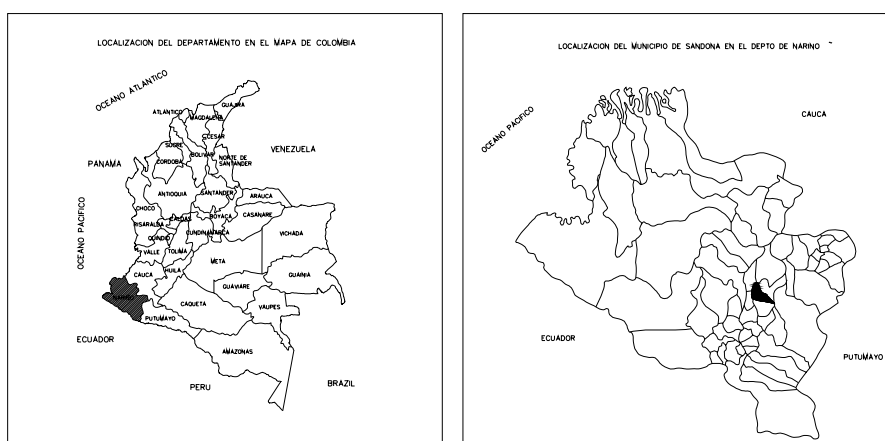 LOCALIZACION DEL DEPARTAMENTO EN EL MAPA DE COLOMBIA
OCEANO ATLANTICO
GUAJIRA
ATLANTICO
MAGDALENA
CESAR
SUCRE
VENEZUELA
PANAMA
CORDOBA
BOLIVAR
NORTE DE
SANTANDER
ANTIOQUIA
SANTANDER
ARAUCA
OCEANO PACIFICO
CHOCO
CALDAS
BOYACA
CASANARE
RISARALDA
CUNDINAMARCA
VICHADA
QUINDIO
VALLE
TOLIMA
META
CAUCA
HUILA
GUAINIA
GUAVIARE
NARIÑO
CAQUETA
VAUPES
PUTUMAYO
ECUADOR
AMAZONAS
PERU
BRAZIL
LOCALIZACION DEL MUNICIPIO DE SANDONA EN EL DEPTO DE NARINO ~
OCEANO PACIFICO
CAUCA
ECUADOR
PUTUMAYO